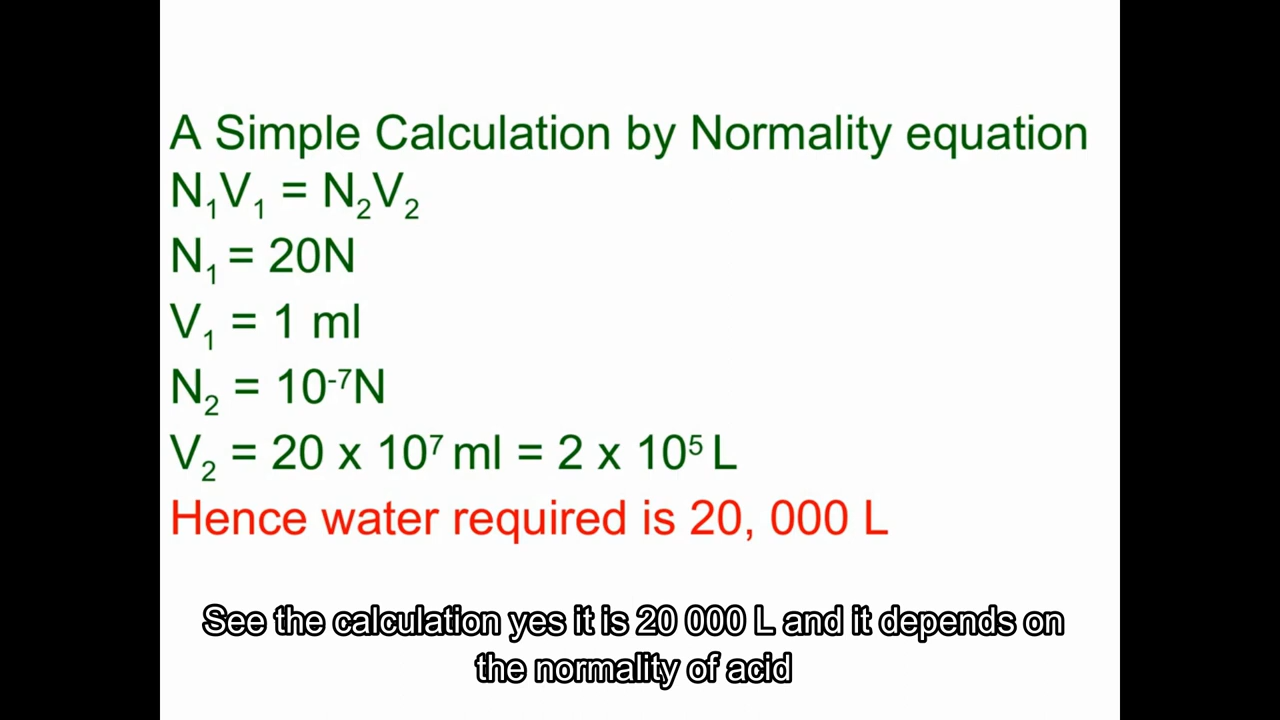 A Simple Calculation by Normality equation
N₁V₁ = N₂V₂
N₁ = 20N
V₁ = 1 ml
N₂ = 10⁻⁷N
V₂ = 20 x 10⁷ ml = 2 x 10⁵ L
Hence water required is 20, 000 L
See the calculation yes it is 20 000 L and it depends on
the normality of acid